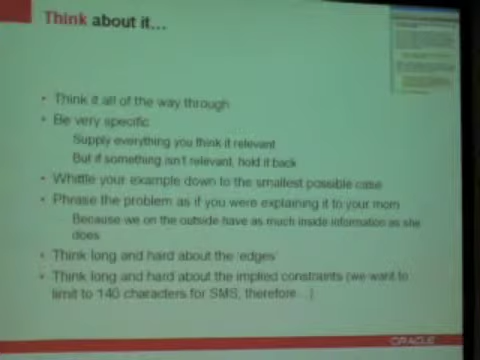 Think about it...
• Think it all of the way through
• Be very specific
Supply everything you think it relevant
But if something isn't relevant, hold it back
• Whittle your example down to the smallest possible case
• Phrase the problem as if you were explaining it to your mom
Because we on the outside have as much inside information as she
does
• Think long and hard about the 'edges'
• Think long and hard about the implied constraints (we want to
limit to 140 characters for SMS, therefore...)
ORACLE